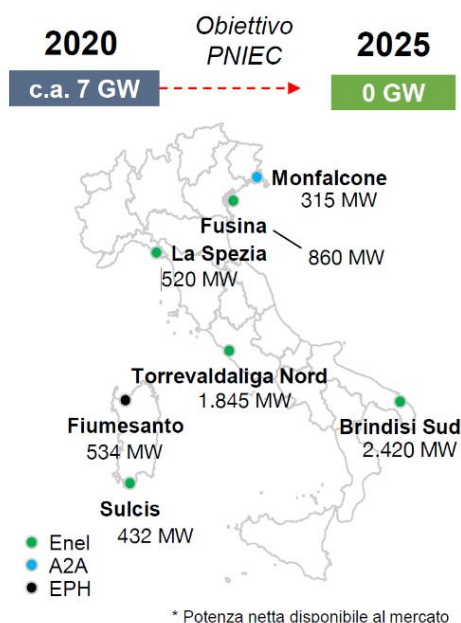 2020
Obiettivo
PNIEC
2025
c.a. 7 GW
0 GW
Monfalcone
315 MW
Fusina
860 MW
La Spezia
520 MW
Torrevaldaliga Nord
1.845 MW
Fiumesanto
534 MW
Brindisi Sud
2.420 MW
Sulcis
432 MW
Enel
A2A
EPH
* Potenza netta disponibile al mercato